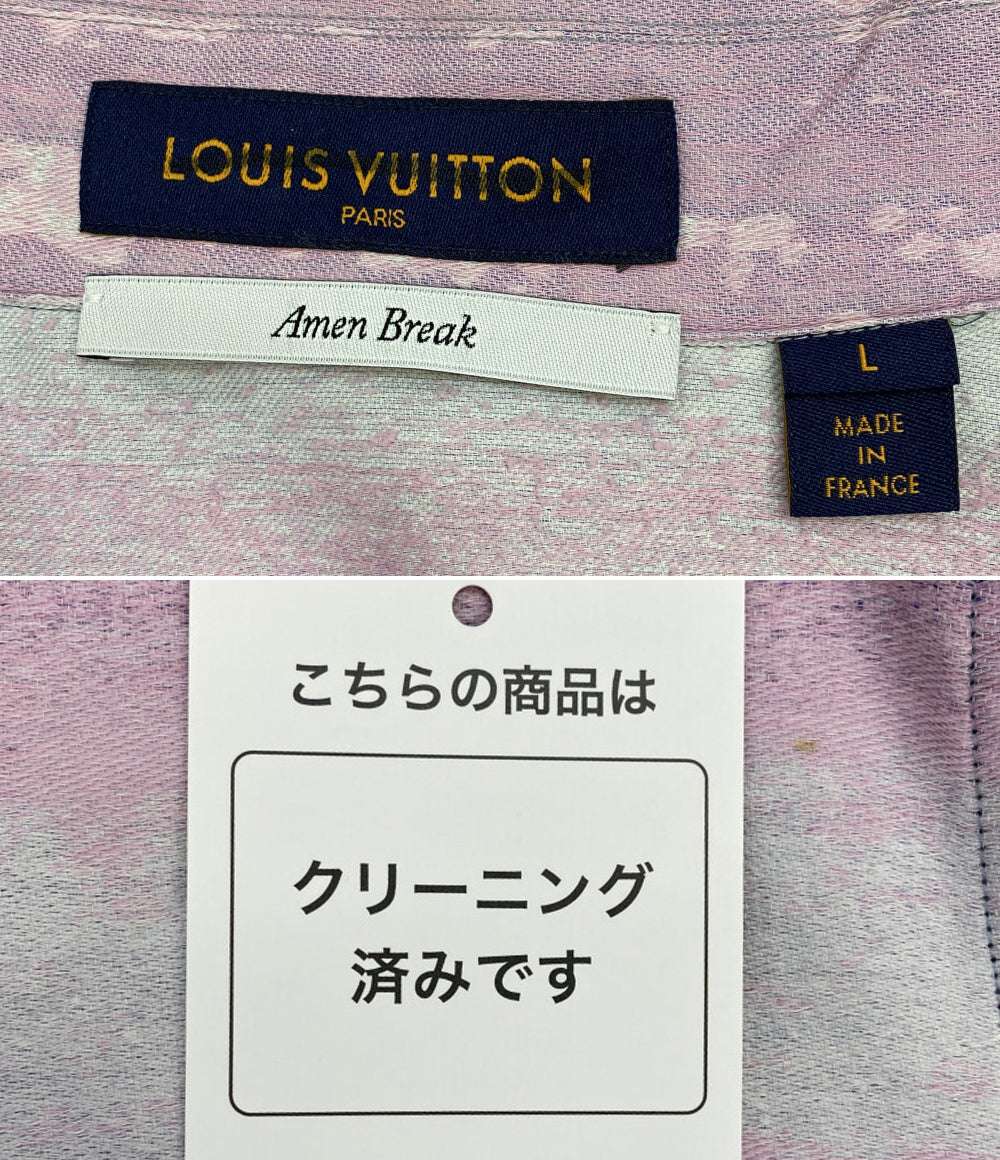 LOUIS VUITTON
PARIS
Amen Break
L
MADE
IN
FRANCE
こちらの商品は
クリーニング
済みです